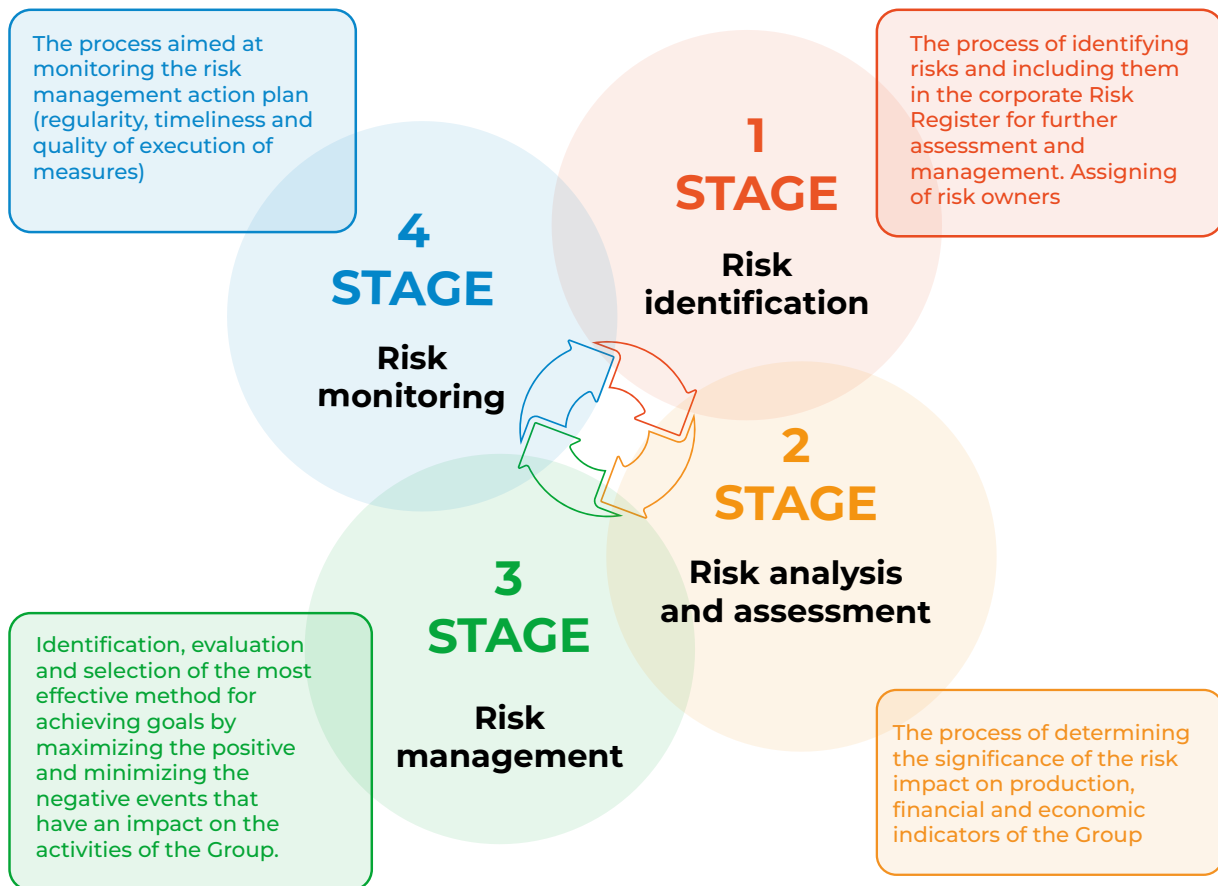 The process aimed at
monitoring the risk
management action plan
(regularity, timeliness and
quality of execution of
measures)
The process of identifying
risks and including them
in the corporate Risk
Register for further
assessment and
management. Assigning
of risk owners
1
STAGE
Risk
identification
4
STAGE
Risk
monitoring
2
STAGE
Risk analysis
and assessment
3
STAGE
Risk
management
Identification, evaluation
and selection of the most
effective method for
achieving goals by
maximizing the positive
and minimizing the
negative events that
have an impact on the
activities of the Group.
The process of determining
the significance of the risk
impact on production,
financial and economic
indicators of the Group